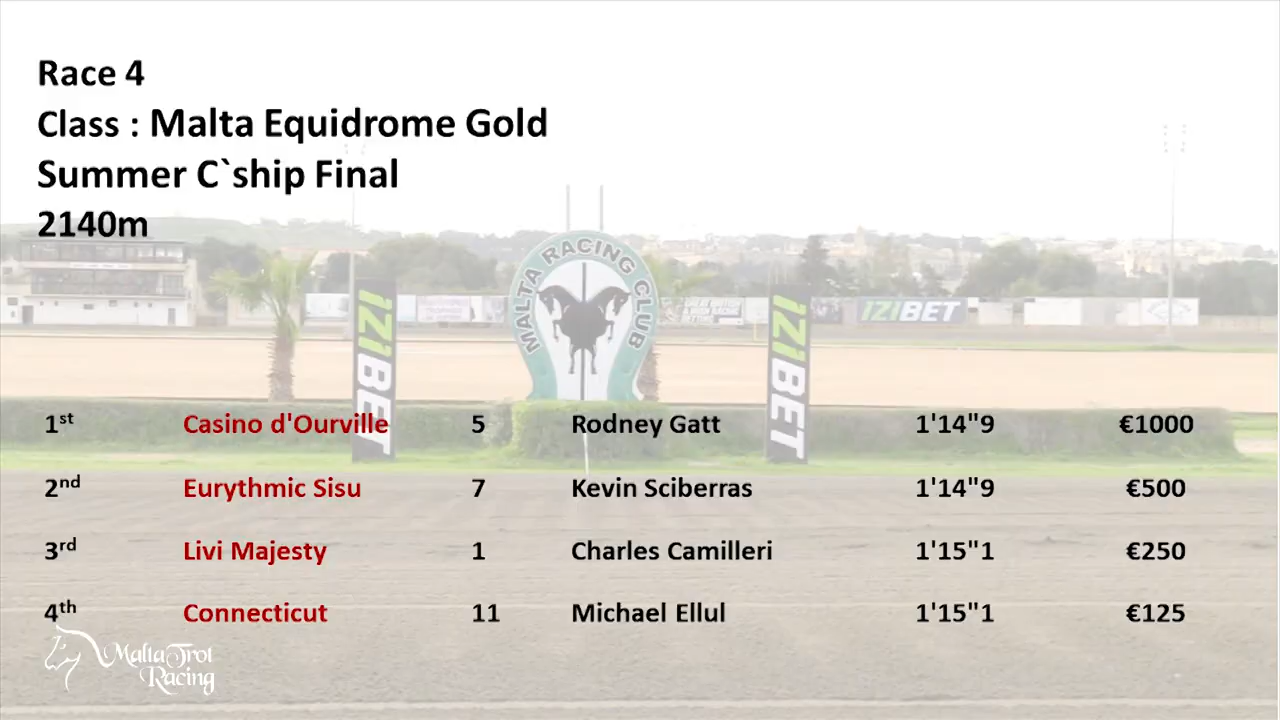 Race 4
Class : Malta Equidrome Gold
Summer C`ship Final
2140m
MALTA RACING CLUB
IZIBET
IZIBET
IZIBET
1st Casino d'Ourville 5 Rodney Gatt 1'14"9 €1000
2nd Eurythmic Sisu 7 Kevin Sciberras 1'14"9 €500
3rd Livi Majesty 1 Charles Camilleri 1'15"1 €250
4th Connecticut 11 Michael Ellul 1'15"1 €125
Malta Trot
Racing